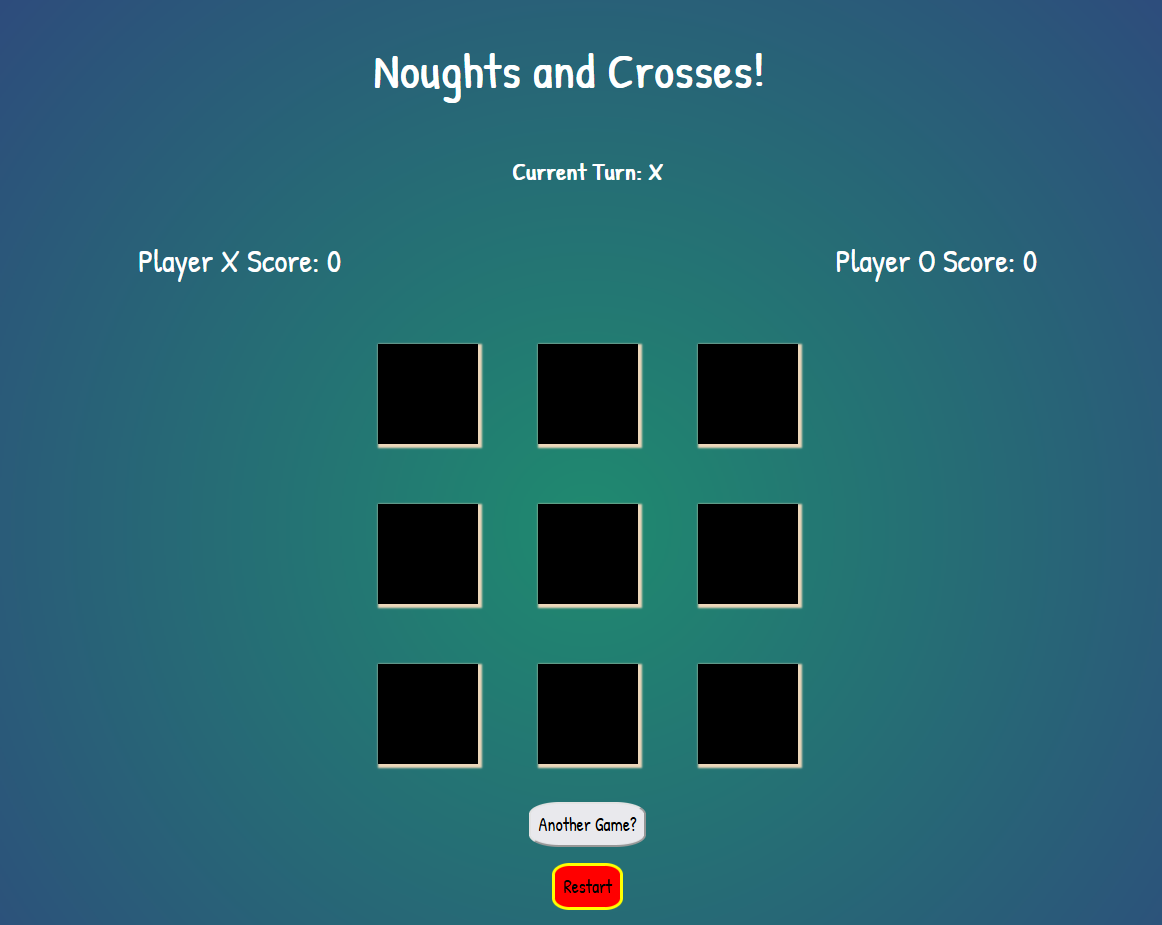 Noughts and Crosses!
Current Turn: X
Player X Score: 0
Player O Score: 0
Another Game?
Restart